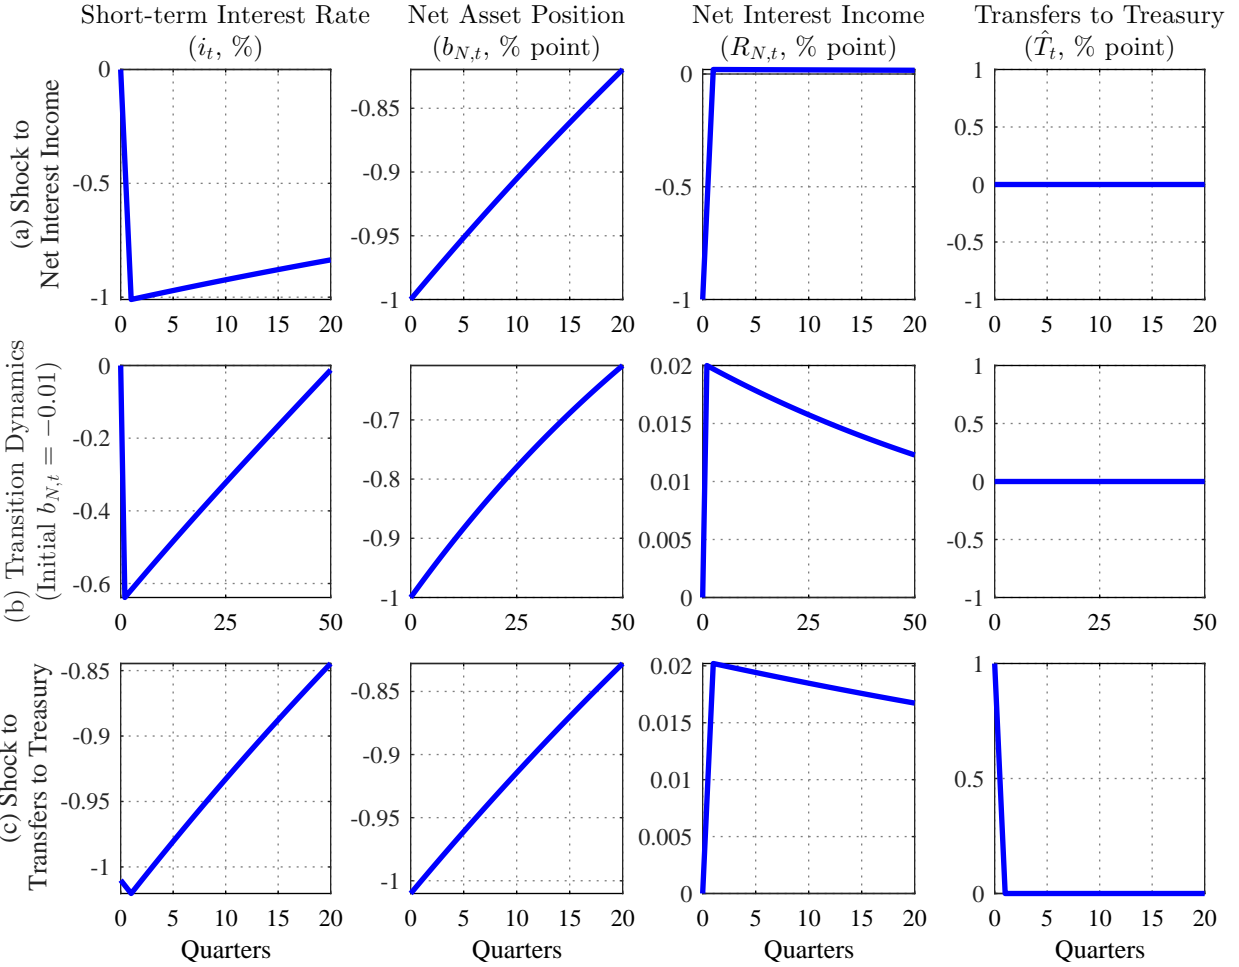 Short-term Interest Rate
(i_t, %)
Net Asset Position
(b_{N,t}, % point)
Net Interest Income
(R_{N,t}, % point)
Transfers to Treasury
(T̂_t, % point)
(a) Shock to
Net Interest Income
0
-0.5
-1
0 5 10 15 20
-0.85
-0.9
-0.95
-1
0 5 10 15 20
0
-0.5
-1
0 5 10 15 20
1
0.5
0
-0.5
-1
0 5 10 15 20
(b) Transition Dynamics
(Initial b_{N,t} = −0.01)
0
-0.2
-0.4
-0.6
0 25 50
-0.7
-0.8
-0.9
-1
0 25 50
0.02
0.015
0.01
0.005
0
0 25 50
1
0.5
0
-0.5
-1
0 25 50
(c) Shock to
Transfers to Treasury
-0.85
-0.9
-0.95
-1
0 5 10 15 20
Quarters
-0.85
-0.9
-0.95
-1
0 5 10 15 20
Quarters
0.02
0.015
0.01
0.005
0
0 5 10 15 20
Quarters
1
0.5
0
0 5 10 15 20
Quarters